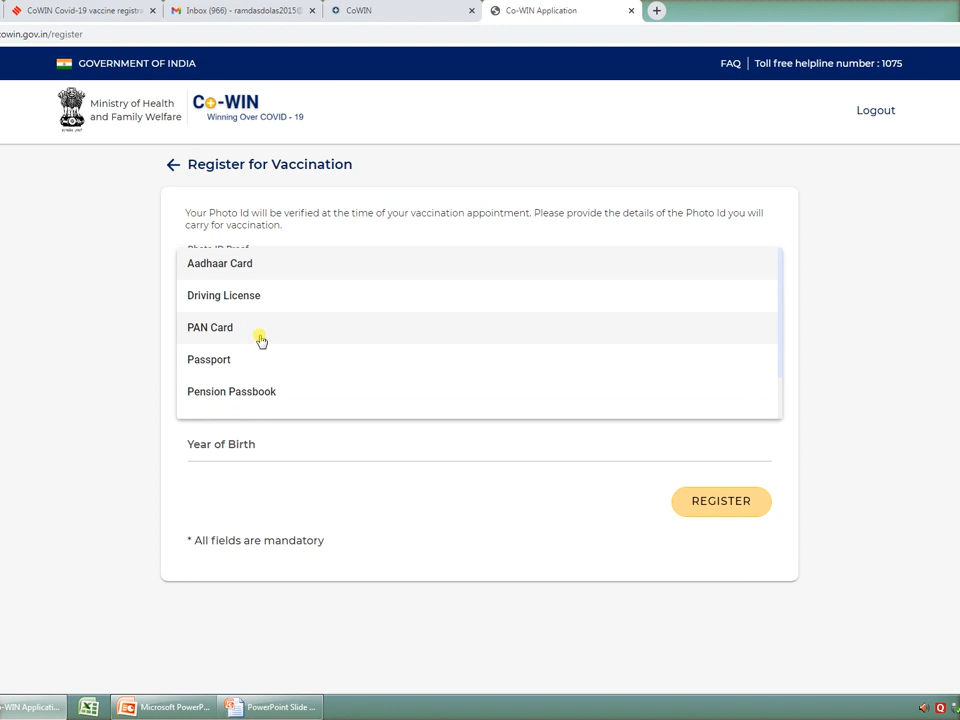 CoWIN Covid-19 vaccine registra
Inbox (966) - ramdasdolas2015@
CoWIN
Co-WIN Application
cowin.gov.in/register
GOVERNMENT OF INDIA
FAQ
Toll free helpline number : 1075
Ministry of Health
and Family Welfare
Co-WIN
Winning Over COVID - 19
Logout
Register for Vaccination
Your Photo Id will be verified at the time of your vaccination appointment. Please provide the details of the Photo Id you will
carry for vaccination.
Photo ID Proof
Aadhaar Card
Driving License
PAN Card
Passport
Pension Passbook
Year of Birth
REGISTER
* All fields are mandatory
-WIN Applicati...
Microsoft PowerP...
PowerPoint Slide ...